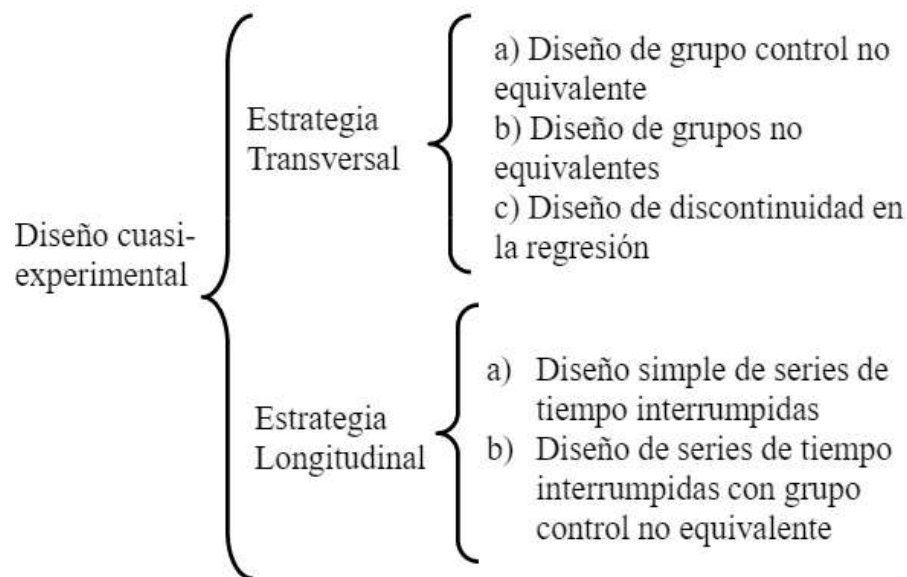 Diseño cuasi-
experimental
Estrategia
Transversal
a) Diseño de grupo control no
equivalente
b) Diseño de grupos no
equivalentes
c) Diseño de discontinuidad en
la regresión
Estrategia
Longitudinal
a) Diseño simple de series de
tiempo interrumpidas
b) Diseño de series de tiempo
interrumpidas con grupo
control no equivalente